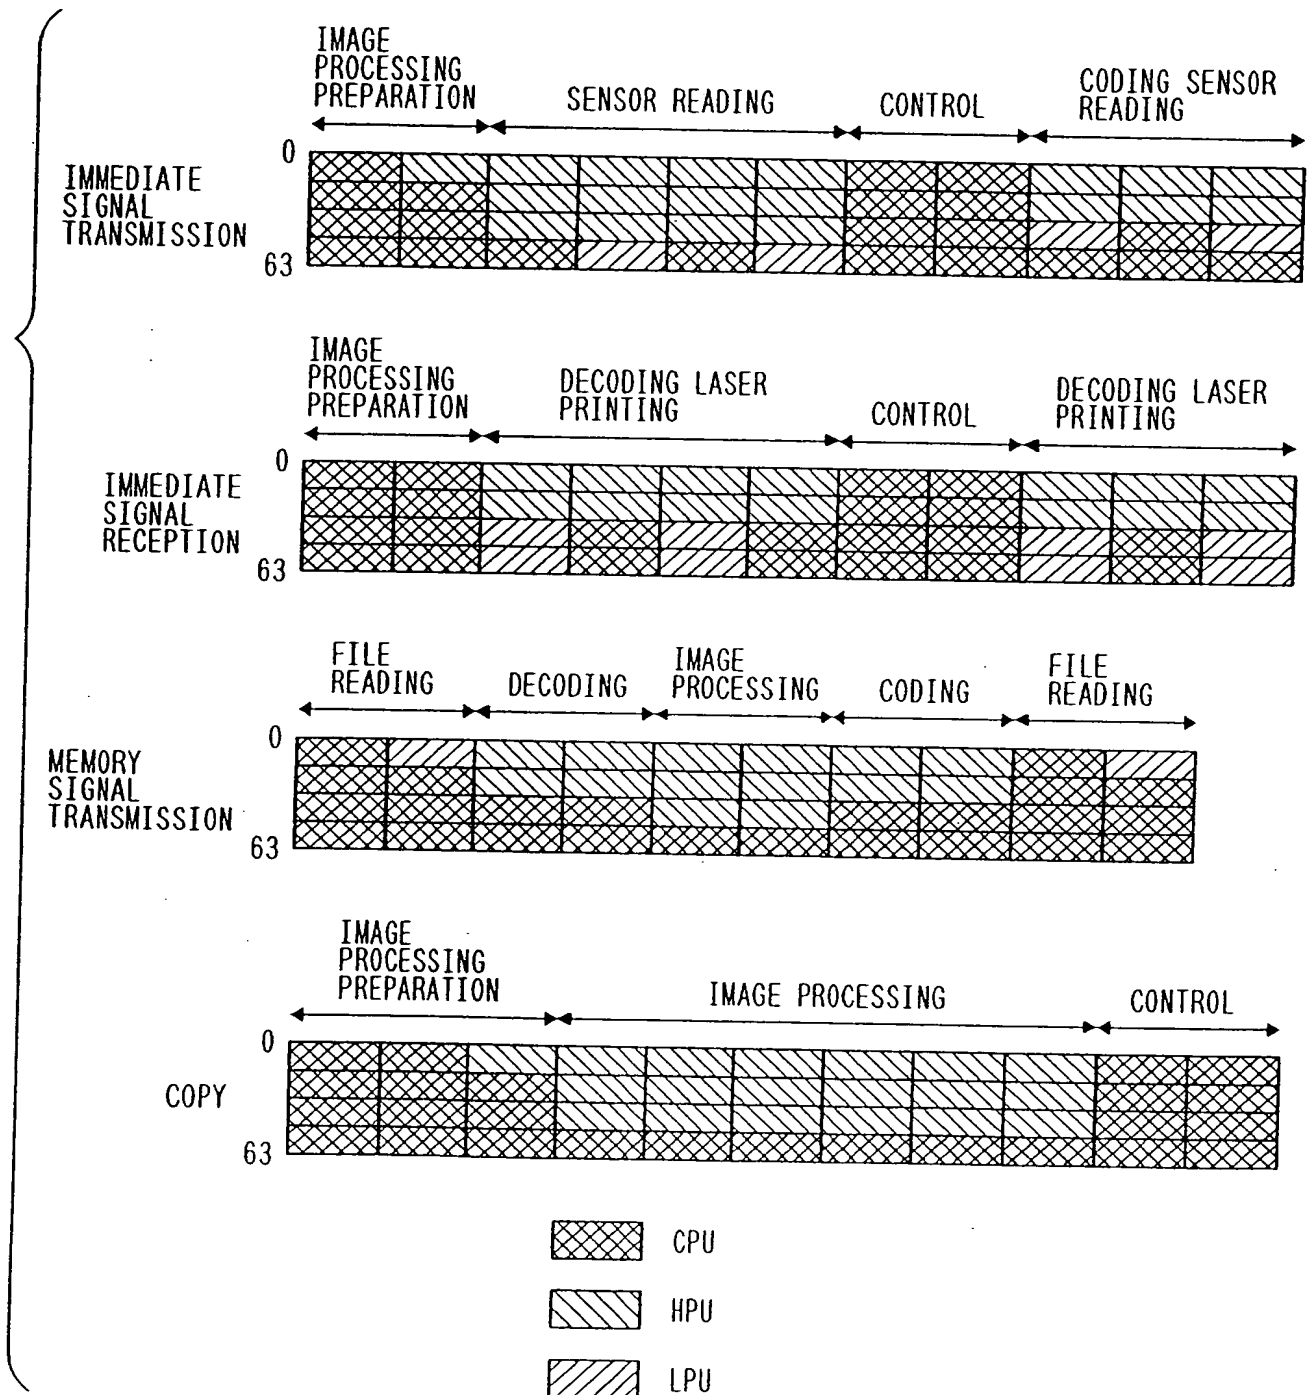 IMAGE
PROCESSING
PREPARATION
SENSOR READING
CONTROL
CODING SENSOR
READING
IMMEDIATE
SIGNAL
TRANSMISSION
0
63
IMAGE
PROCESSING
PREPARATION
DECODING LASER
PRINTING
CONTROL
DECODING LASER
PRINTING
IMMEDIATE
SIGNAL
RECEPTION
0
63
FILE
READING
DECODING
IMAGE
PROCESSING
CODING
FILE
READING
MEMORY
SIGNAL
TRANSMISSION
0
63
IMAGE
PROCESSING
PREPARATION
IMAGE PROCESSING
CONTROL
COPY
0
63
CPU
HPU
LPU